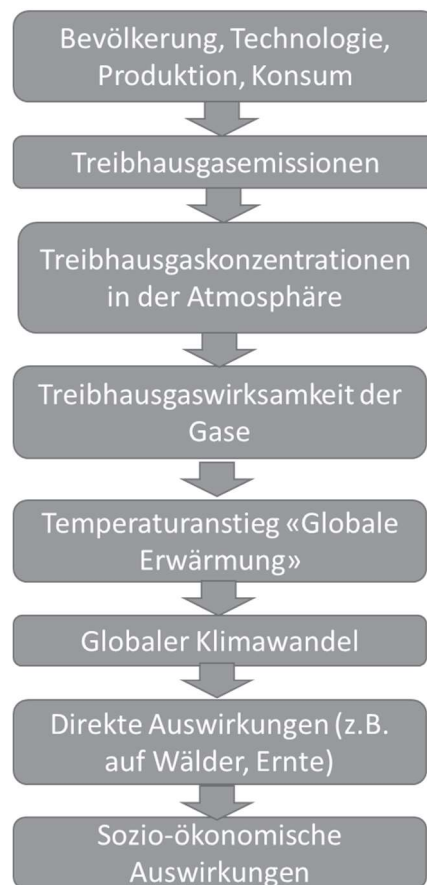 Bevölkerung, Technologie,
Produktion, Konsum
Treibhausgasemissionen
Treibhausgaskonzentrationen
in der Atmosphäre
Treibhausgaswirksamkeit der
Gase
Temperaturanstieg «Globale
Erwärmung»
Globaler Klimawandel
Direkte Auswirkungen (z.B.
auf Wälder, Ernte)
Sozio-ökonomische
Auswirkungen